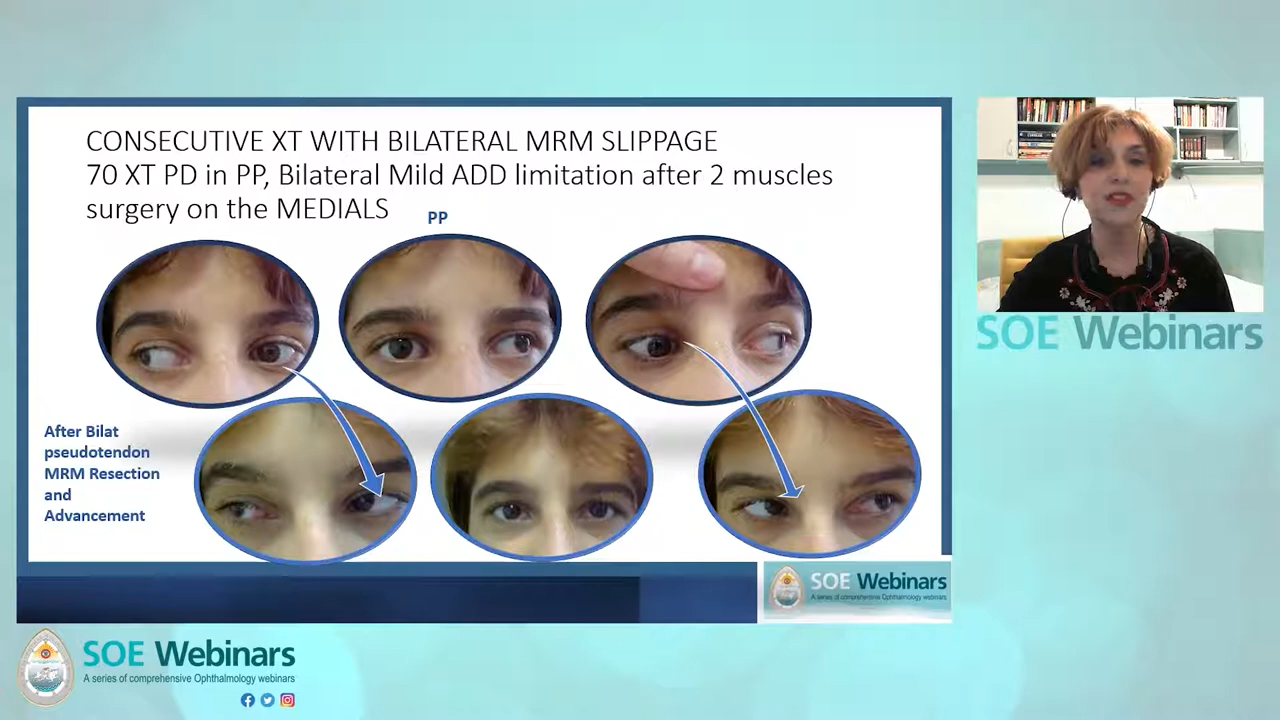 CONSECUTIVE XT WITH BILATERAL MRM SLIPPAGE
70 XT PD in PP, Bilateral Mild ADD limitation after 2 muscles
surgery on the MEDIALS
PP
After Bilat
pseudotendon
MRM Resection
and
Advancement
SOE Webinars
A series of comprehensive Ophthalmology webinars
SOE Webinars
SOE Webinars
A series of comprehensive Ophthalmology webinars